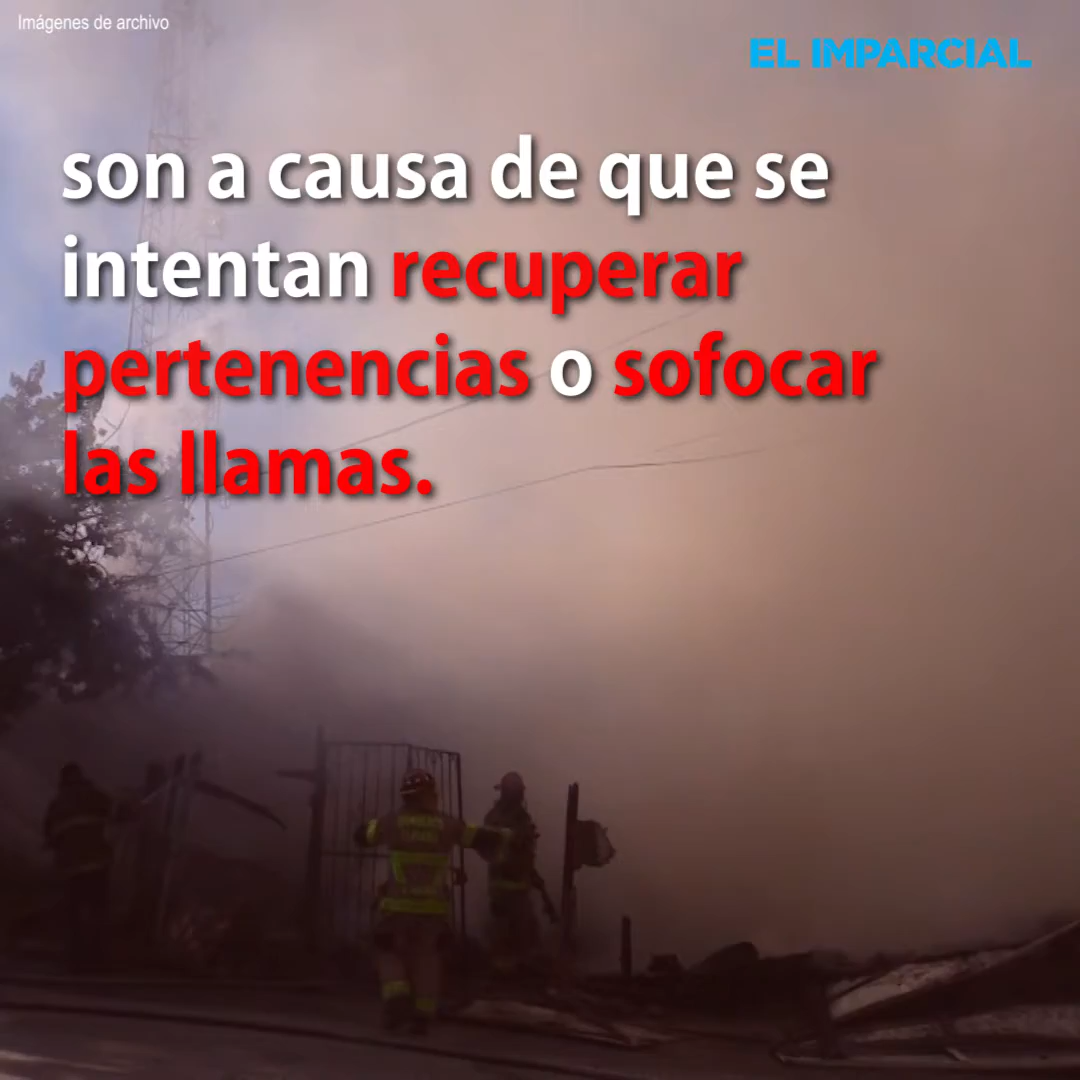 Imágenes de archivo
EL IMPARCIAL
son a causa de que se
intentan recuperar
pertenencias o sofocar
las llamas.